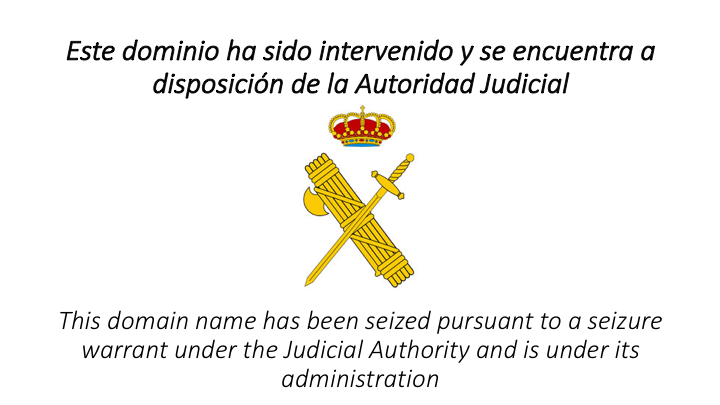 Este dominio ha sido intervenido y se encuentra a
disposición de la Autoridad Judicial
This domain name has been seized pursuant to a seizure
warrant under the Judicial Authority and is under its
administration